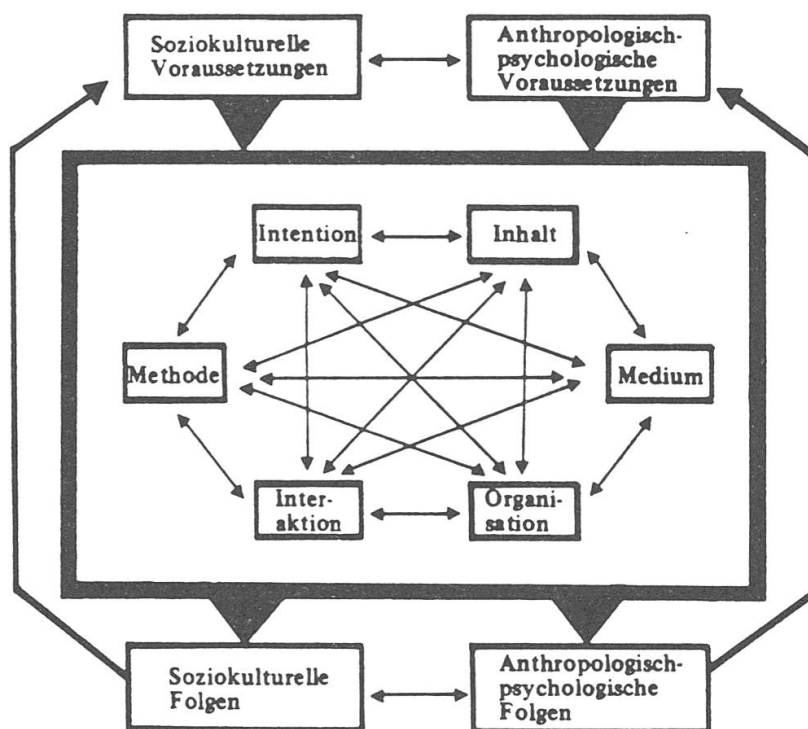 Soziokulturelle
Voraussetzungen
Anthropologisch-
psychologische
Voraussetzungen
Intention
Inhalt
Methode
Medium
Inter-
aktion
Organi-
sation
Soziokulturelle
Folgen
Anthropologisch-
psychologische
Folgen